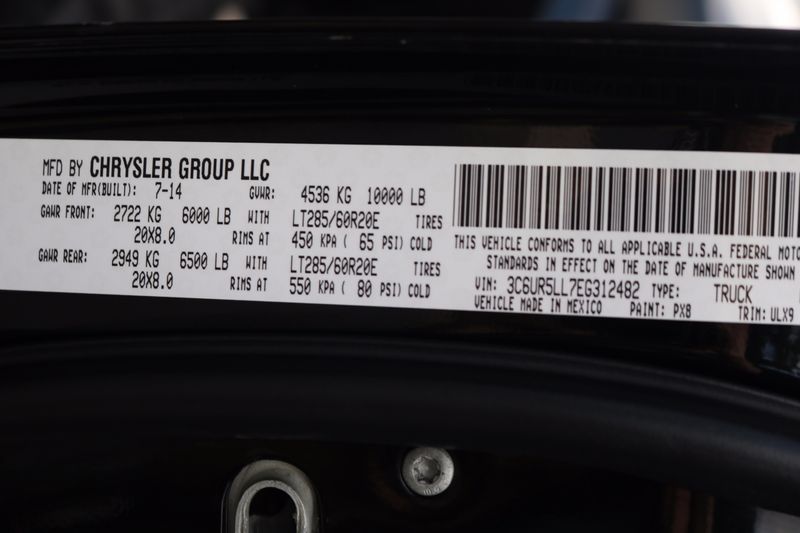 MFD BY CHRYSLER GROUP LLC
DATE OF MFR(BUILT): 7-14 GVWR: 4536 KG 10000 LB
GAWR FRONT: 2722 KG 6000 LB WITH LT285/60R20E TIRES
20X8.0 RIMS AT 450 KPA ( 65 PSI) COLD
GAWR REAR: 2949 KG 6500 LB WITH LT285/60R20E TIRES
20X8.0 RIMS AT 550 KPA ( 80 PSI) COLD
THIS VEHICLE CONFORMS TO ALL APPLICABLE U.S.A. FEDERAL MOTO
STANDARDS IN EFFECT ON THE DATE OF MANUFACTURE SHOWN
VIN: 3C6UR5LL7EG312482 TYPE: TRUCK
VEHICLE MADE IN MEXICO PAINT: PX8 TRIM: ULX9